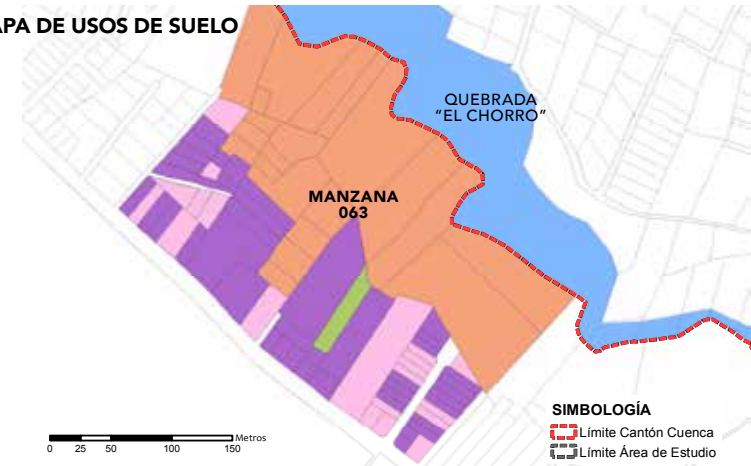 APA DE USOS DE SUELO
QUEBRADA
"EL CHORRO"
MANZANA
063
SIMBOLOGÍA
Límite Cantón Cuenca
Límite Área de Estudio
Metros
0 25 50 100 150